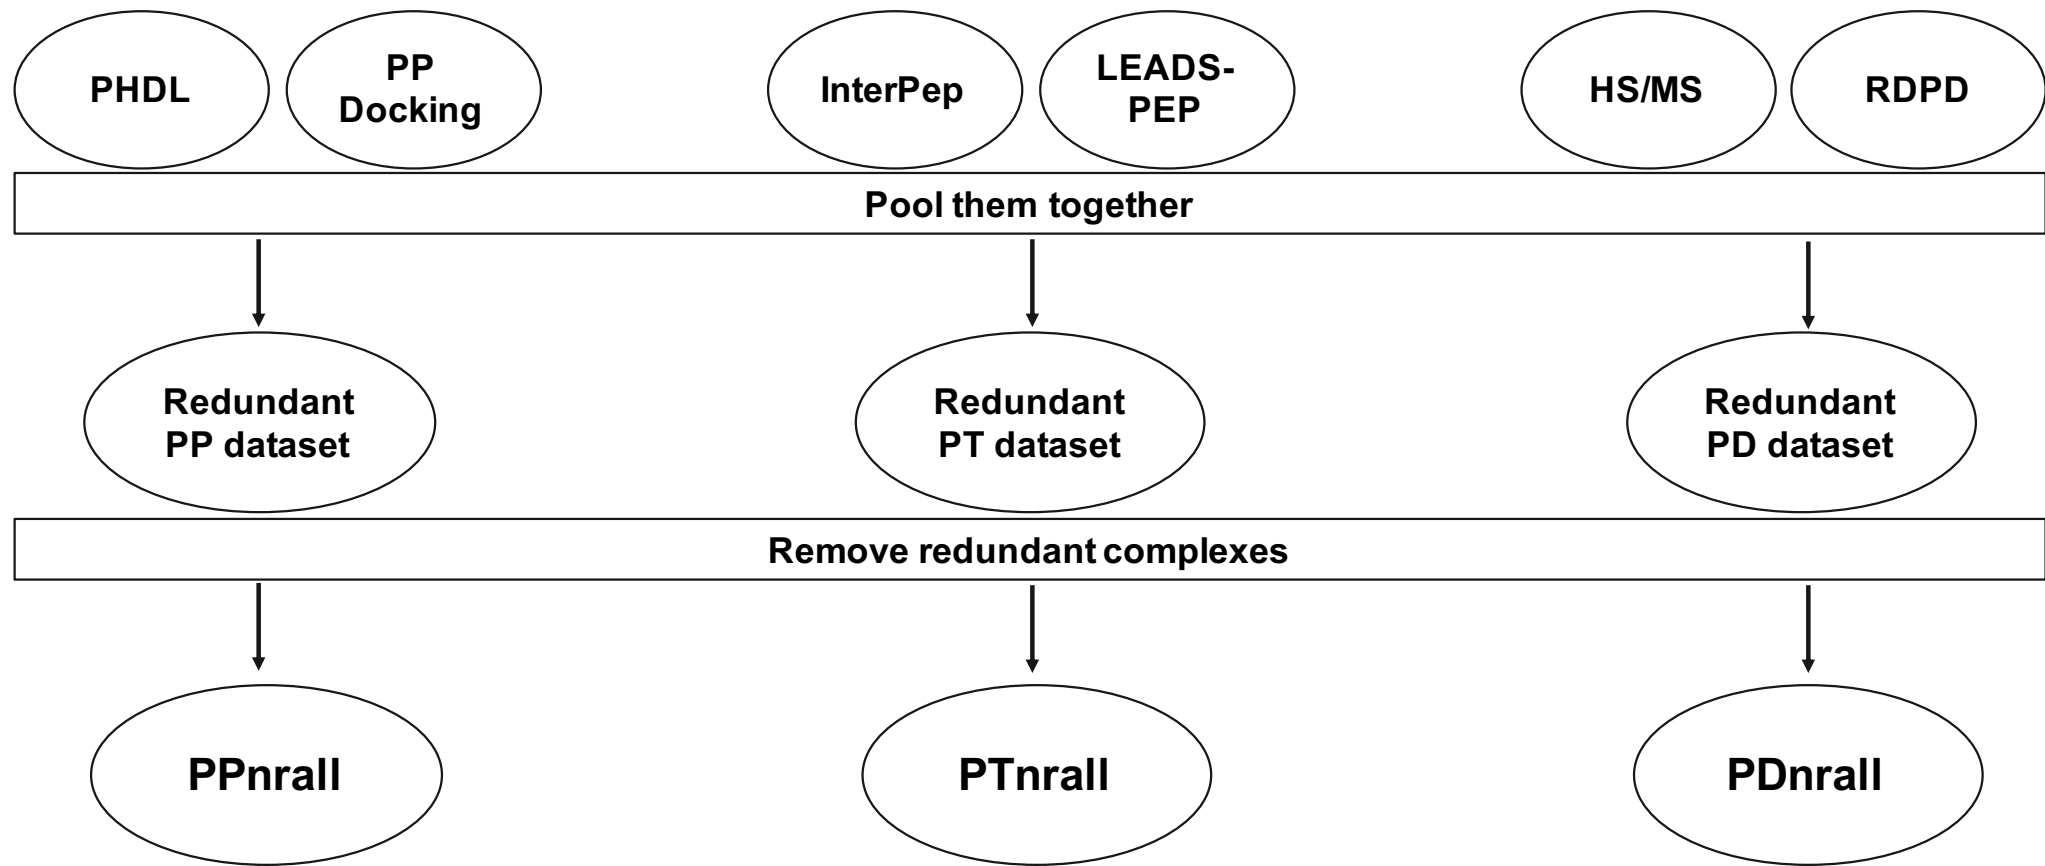 PHDL
PP
Docking
InterPep
LEADS-
PEP
HS/MS
RDPD
Pool them together
Redundant
PP dataset
Redundant
PT dataset
Redundant
PD dataset
Remove redundant complexes
PPnrall
PTnrall
PDnrall